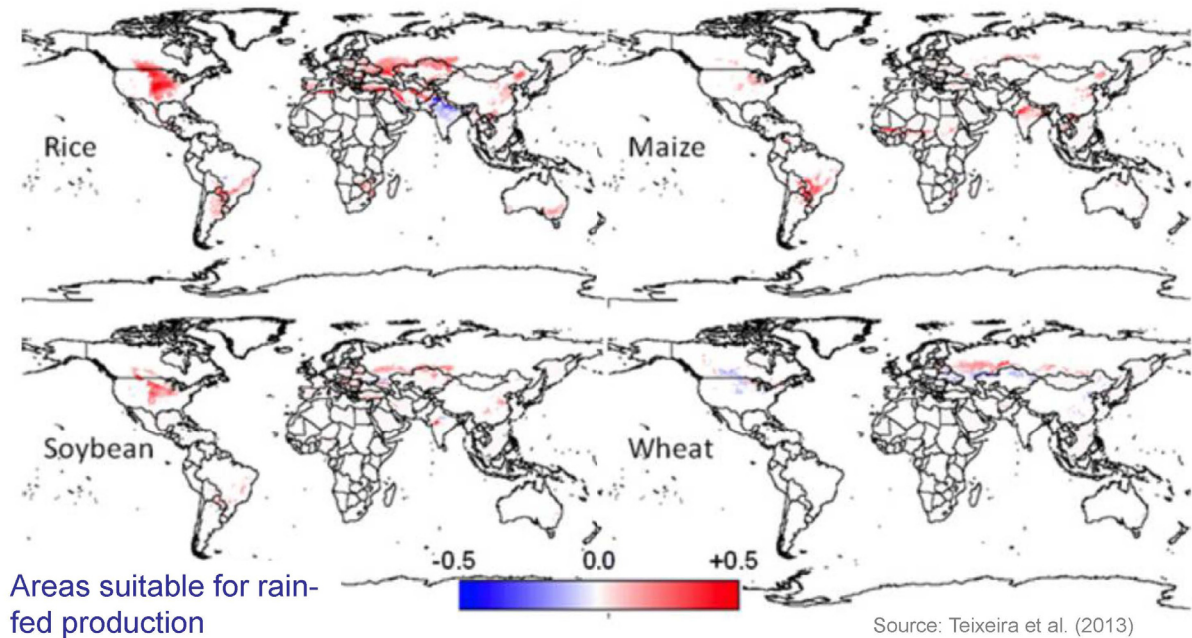 Rice
Maize
Soybean
Wheat
-0.5 0.0 +0.5
Areas suitable for rain-
fed production
Source: Teixeira et al. (2013)